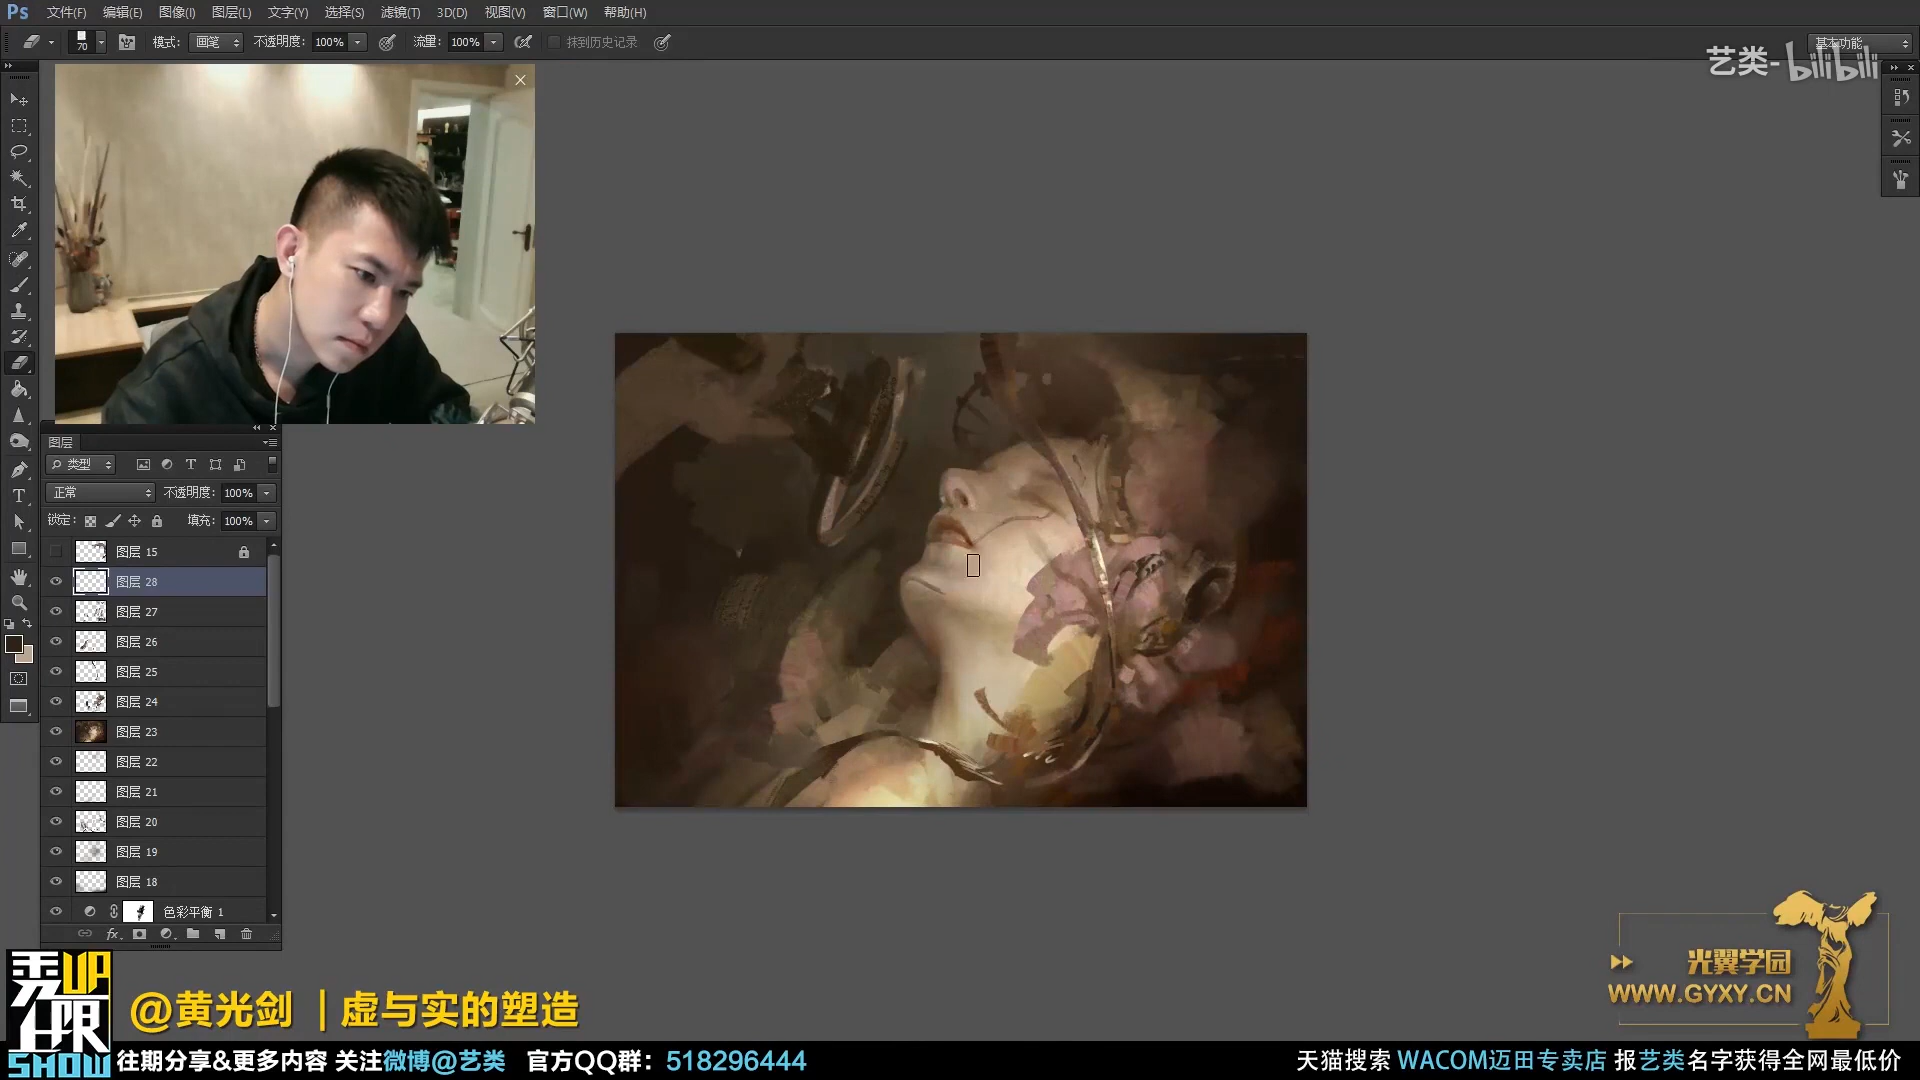 Ps 文件(F) 编辑(E) 图像(I) 图层(L) 文字(Y) 选择(S) 滤镜(T) 3D(D) 视图(V) 窗口(W) 帮助(H)
70 模式: 画笔 不透明度: 100% 流量: 100% 抹到历史记录 基本功能
艺类- bilibili
图层
类型
正常 不透明度: 100%
锁定: 填充: 100%
图层 15
图层 28
图层 27
图层 26
图层 25
图层 24
图层 23
图层 22
图层 21
图层 20
图层 19
图层 18
色彩平衡 1
fx
光翼学园
WWW.GYXY.CN
UP
SHOW
@黄光剑 | 虚与实的塑造
往期分享&更多内容 关注微博@艺类 官方QQ群: 518296444
天猫搜索 WACOM迈田专卖店 报艺类名字获得全网最低价